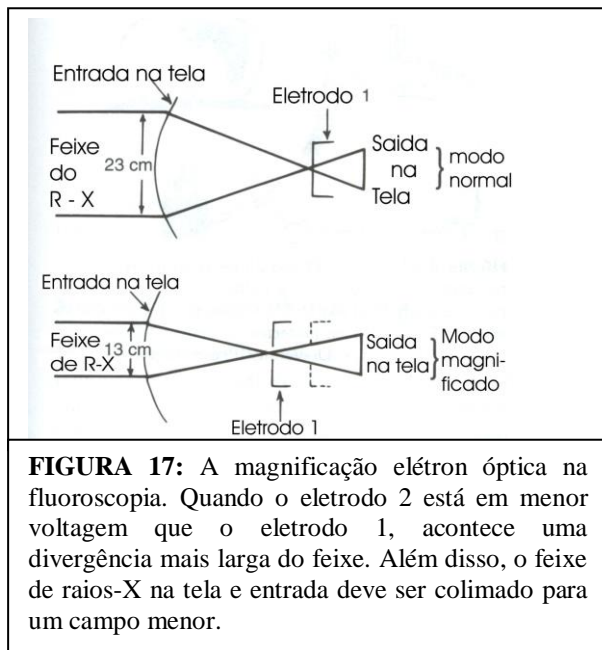 Entrada na tela
Eletrodo 1
Feixe
do
R - X
23 cm
Saida
na
Tela
modo
normal
Entrada na tela
Feixe
de R-X
13 cm
Saida
na tela
Modo
magni-
ficado
Eletrodo 1
FIGURA 17: A magnificação elétron óptica na
fluoroscopia. Quando o eletrodo 2 está em menor
voltagem que o eletrodo 1, acontece uma
divergência mais larga do feixe. Além disso, o feixe
de raios-X na tela e entrada deve ser colimado para
um campo menor.